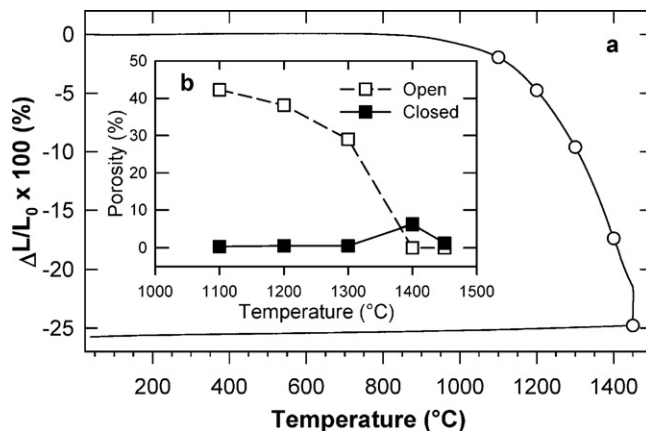 0
a
50
b
Open
Closed
40
-5
30
-10
20
10
-15
0
-20
1000 1100 1200 1300 1400 1500
Temperature (°C)
Porosity (%)
-25
ΔL/L₀ x 100 (%)
200 400 600 800 1000 1200 1400
Temperature (°C)